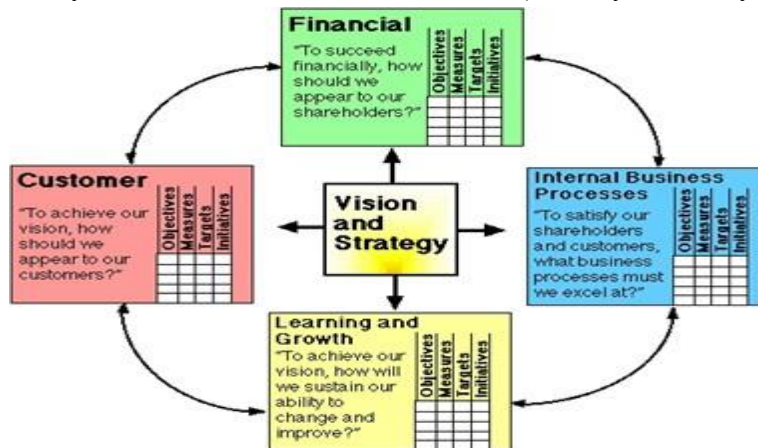 Financial
"To succeed
financially, how
should we
appear to our
shareholders?"
Objectives
Measures
Targets
Initiatives
Customer
"To achieve our
vision, how
should we
appear to our
customers?"
Objectives
Measures
Targets
Initiatives
Vision
and
Strategy
Internal Business
Processes
"To satisfy our
shareholders
and customers,
what business
processes must
we excel at?"
Objectives
Measures
Targets
Initiatives
Learning and
Growth
"To achieve our
vision, how will
we sustain our
ability to
change and
improve?"
Objectives
Measures
Targets
Initiatives